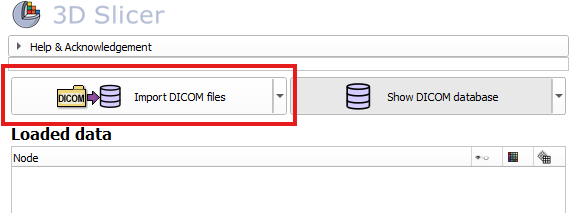 3D Slicer
Help & Acknowledgement
DICOM Import DICOM files Show DICOM database
Loaded data
Node